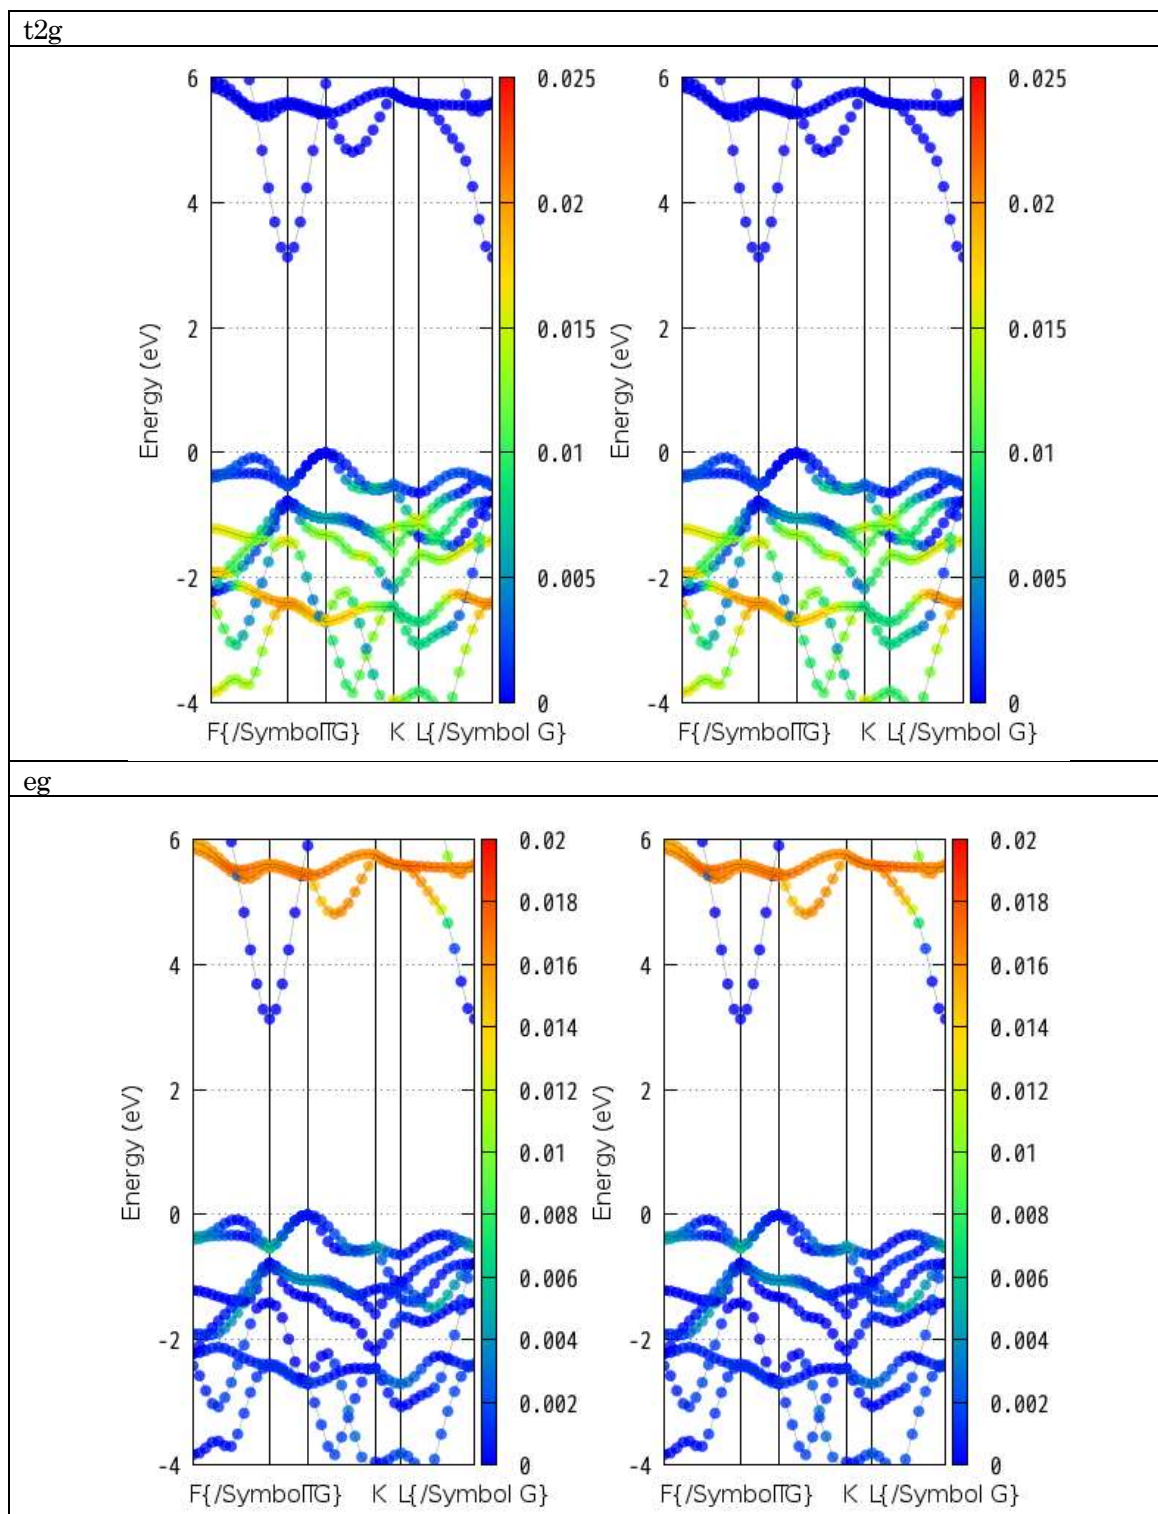 t2g
6 0.025 6 0.025
4 0.02 4 0.02
2 0.015 2 0.015
Energy (eV) Energy (eV)
0 0.01 0 0.01
-2 0.005 -2 0.005
-4 0 -4 0
F{/SymbolTG} K L{/Symbol G} F{/SymbolTG} K L{/Symbol G}
eg
6 0.02 6 0.02
0.018 0.018
4 0.016 4 0.016
0.014 0.014
2 0.012 2 0.012
Energy (eV) Energy (eV)
0.01 0.01
0 0.008 0 0.008
0.006 0.006
-2 0.004 -2 0.004
0.002 0.002
-4 0 -4 0
F{/SymbolTG} K L{/Symbol G} F{/SymbolTG} K L{/Symbol G}